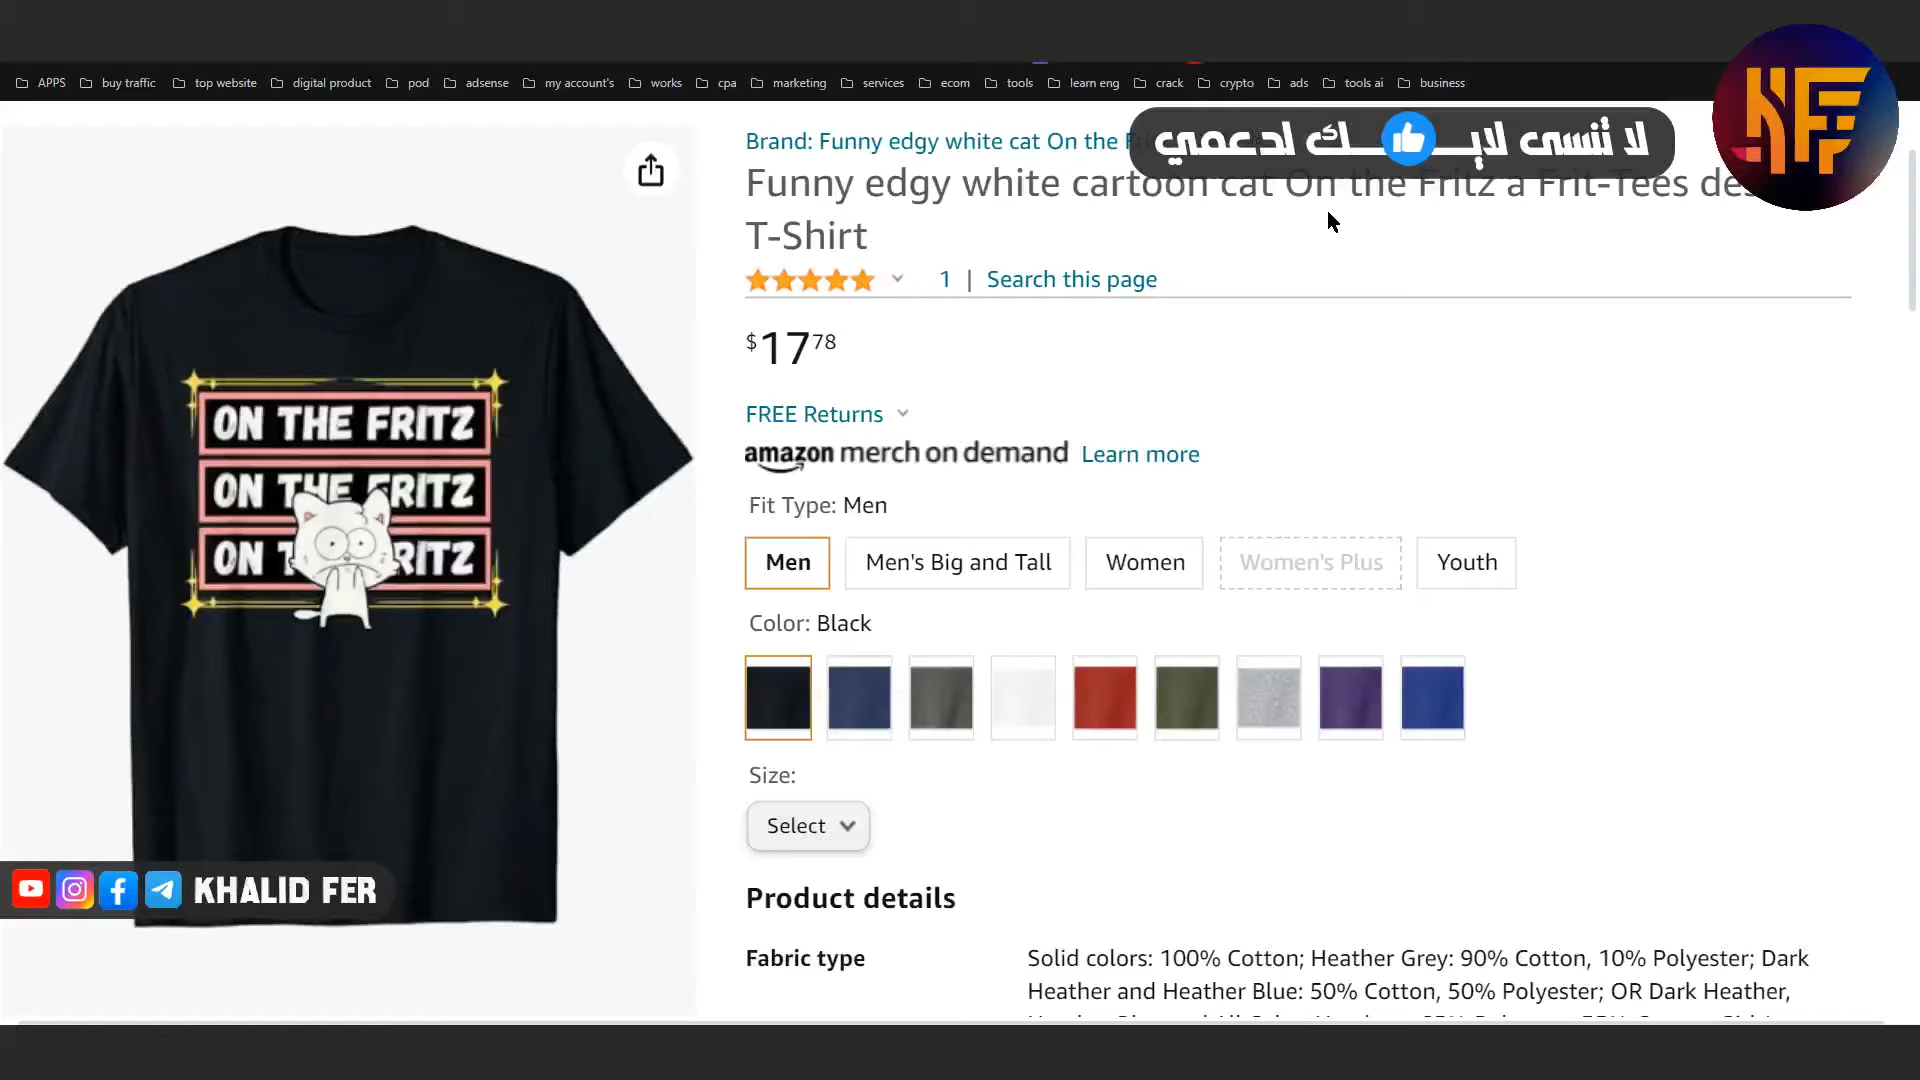 APPS buy traffic top website digital product pod adsense my account's works cpa marketing services ecom tools learn eng crack crypto ads tools ai business
لا تنسى لايــــك لدعمي
Brand: Funny edgy white cat On the
Funny edgy white cartoon cat On the Fritz a Frit-Tees
T-Shirt
1 | Search this page
$17 78
FREE Returns
amazon merch on demand Learn more
Fit Type: Men
Men Men's Big and Tall Women Women's Plus Youth
Color: Black
Size:
Select
Product details
Fabric type
Solid colors: 100% Cotton; Heather Grey: 90% Cotton, 10% Polyester; Dark
Heather and Heather Blue: 50% Cotton, 50% Polyester; OR Dark Heather,
ON THE FRITZ
ON THE FRITZ
ON T RITZ
KHALID FER
KF